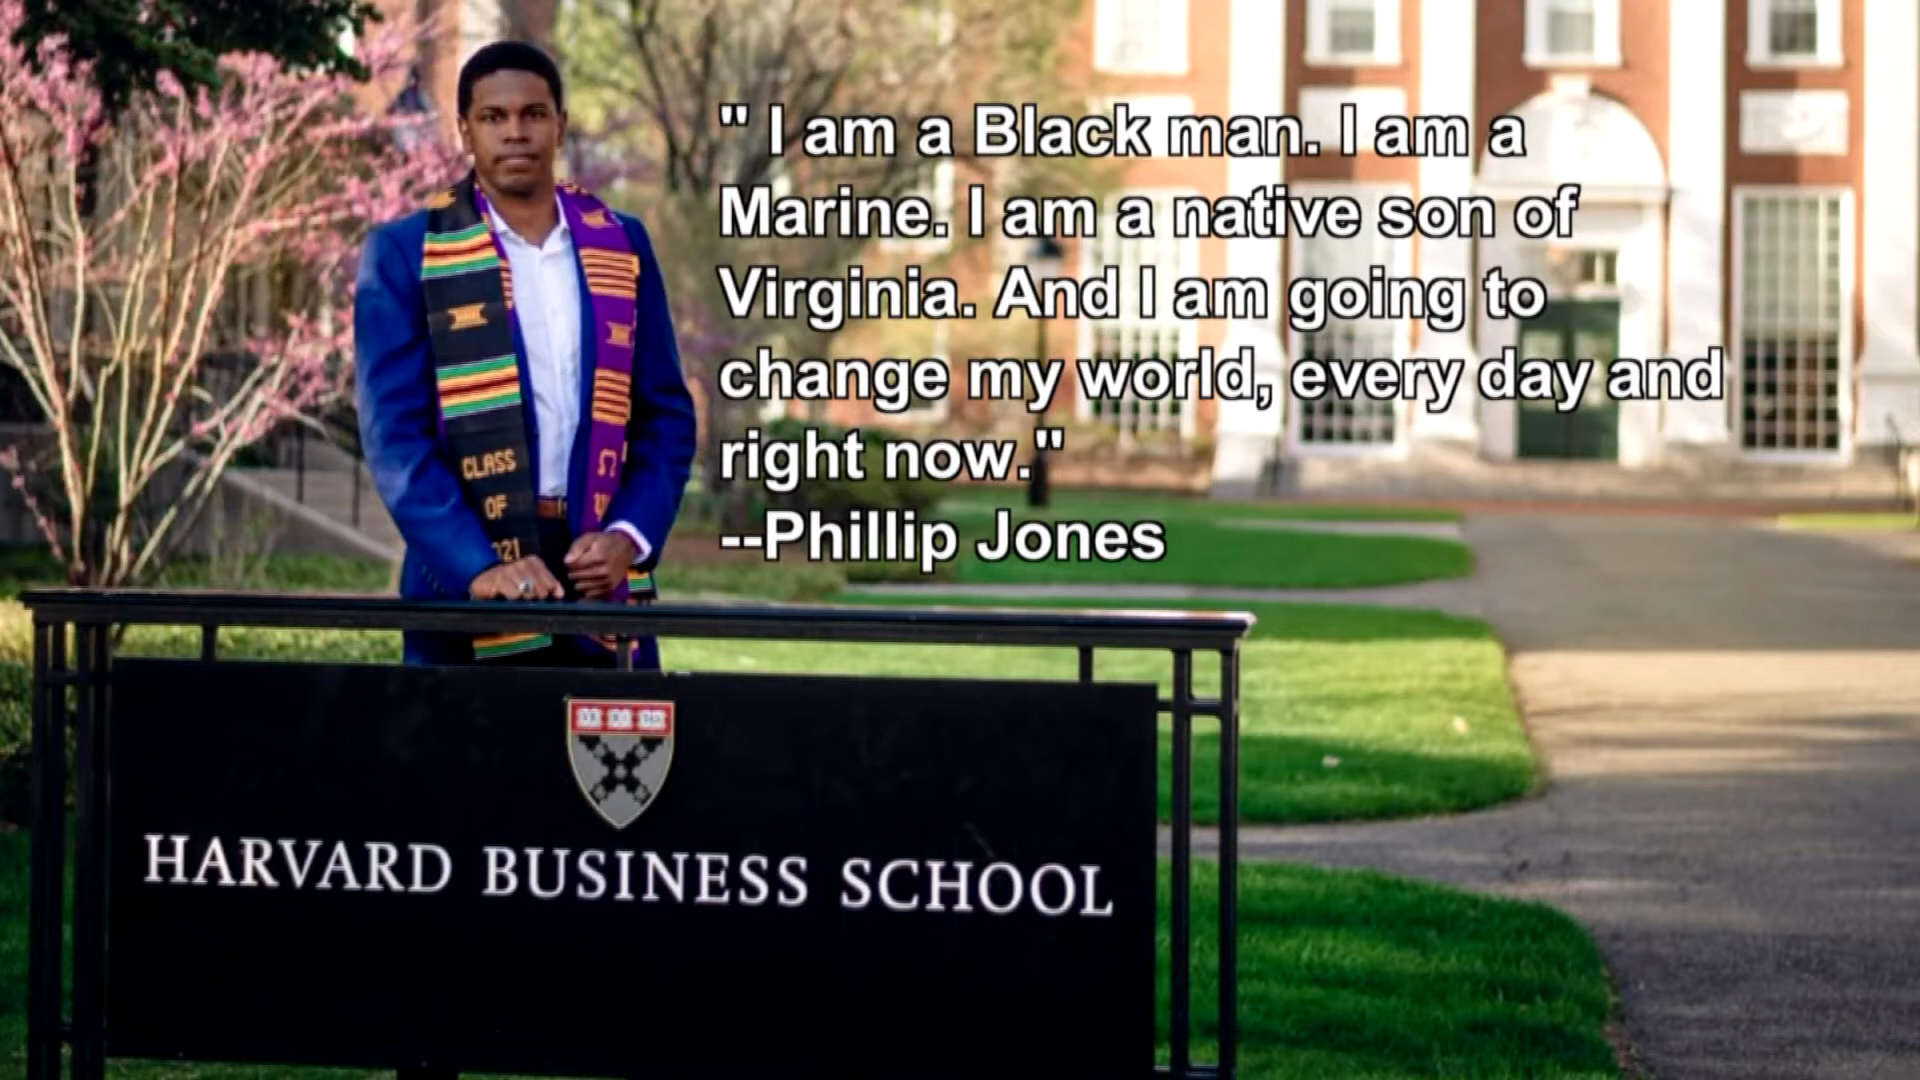 " I am a Black man. I am a
Marine. I am a native son of
Virginia. And I am going to
change my world, every day and
right now."
--Phillip Jones
CLASS
OF
21
HARVARD BUSINESS SCHOOL